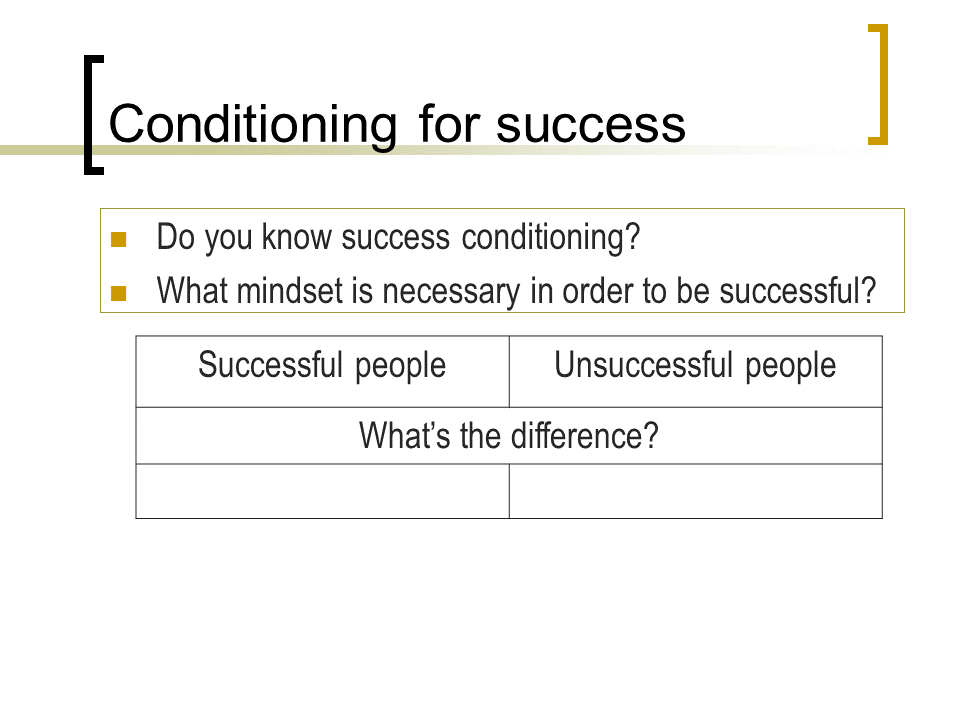 Conditioning for success
Do you know success conditioning?
What mindset is necessary in order to be successful?
Successful people
Unsuccessful people
What’s the difference?